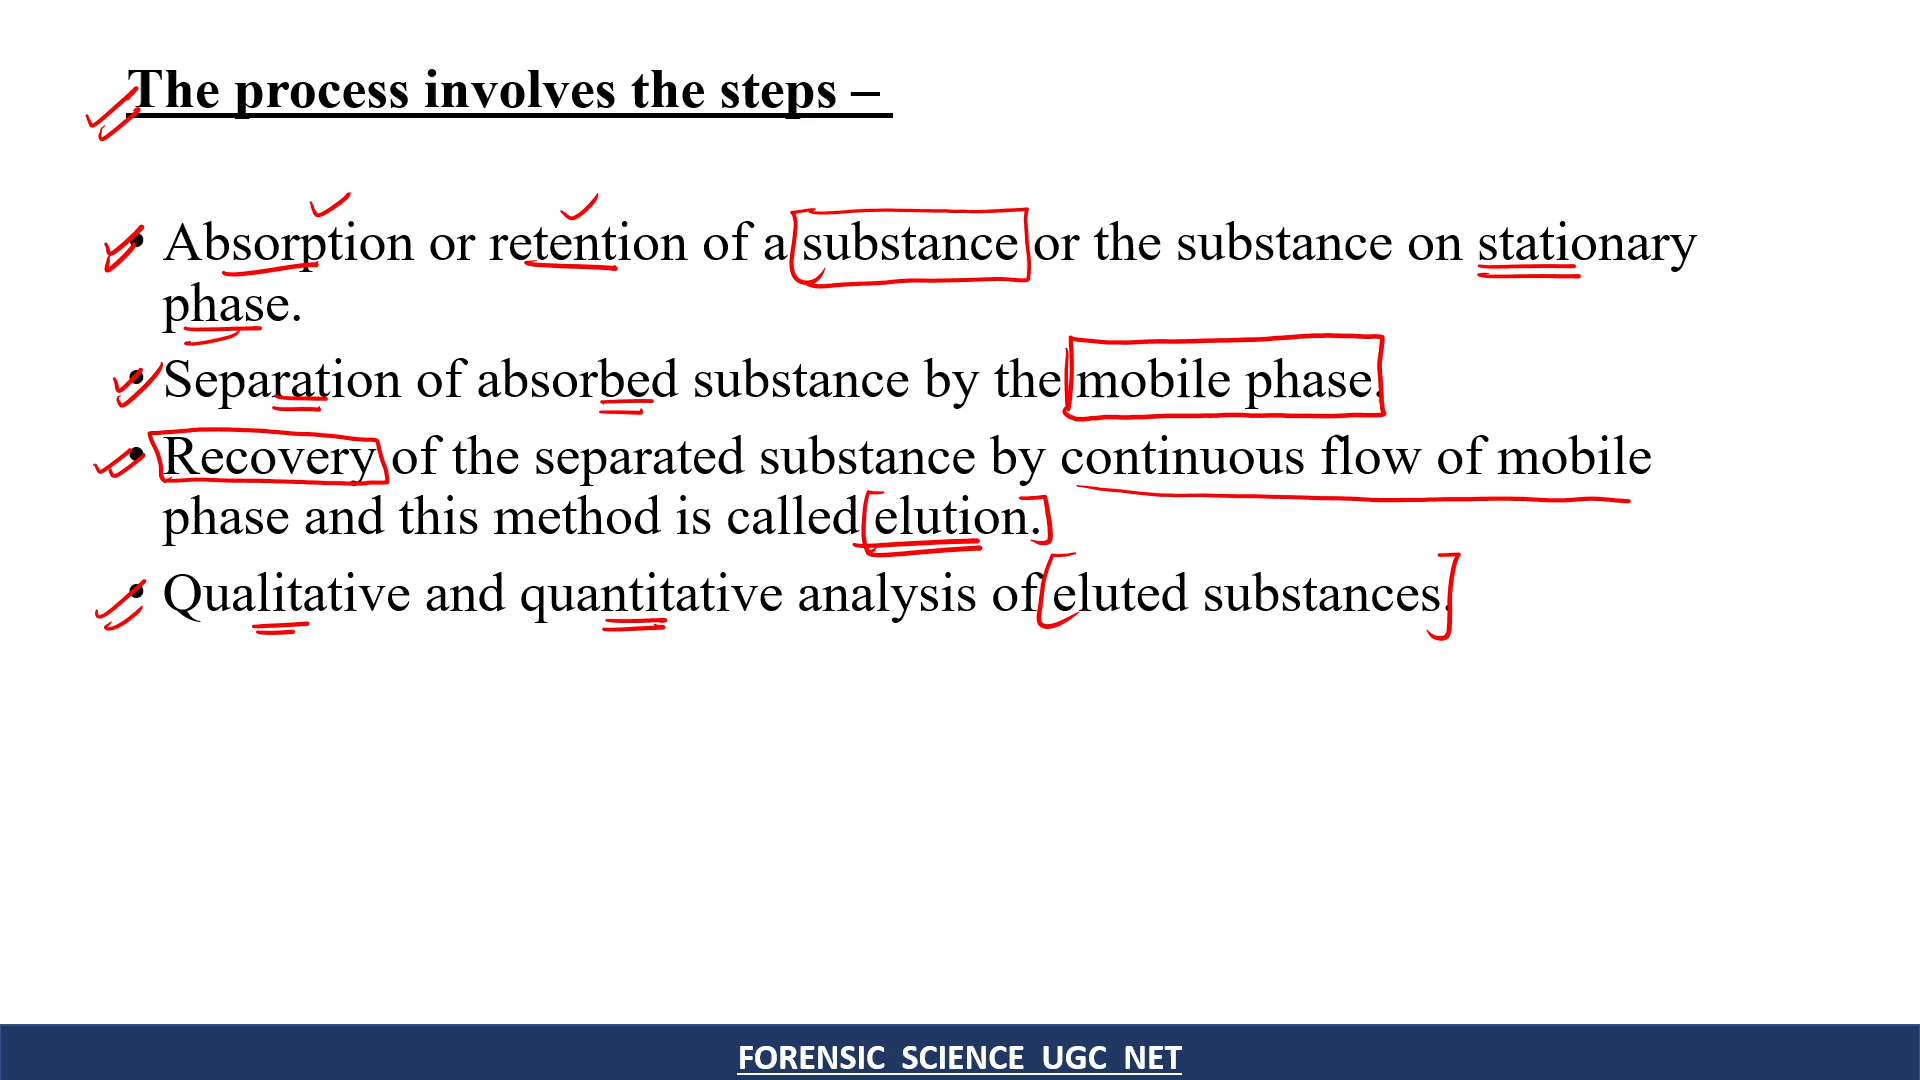 The process involves the steps –
• Absorption or retention of a substance or the substance on stationary
phase.
• Separation of absorbed substance by the mobile phase.
• Recovery of the separated substance by continuous flow of mobile
phase and this method is called elution.
• Qualitative and quantitative analysis of eluted substances.
FORENSIC SCIENCE UGC NET